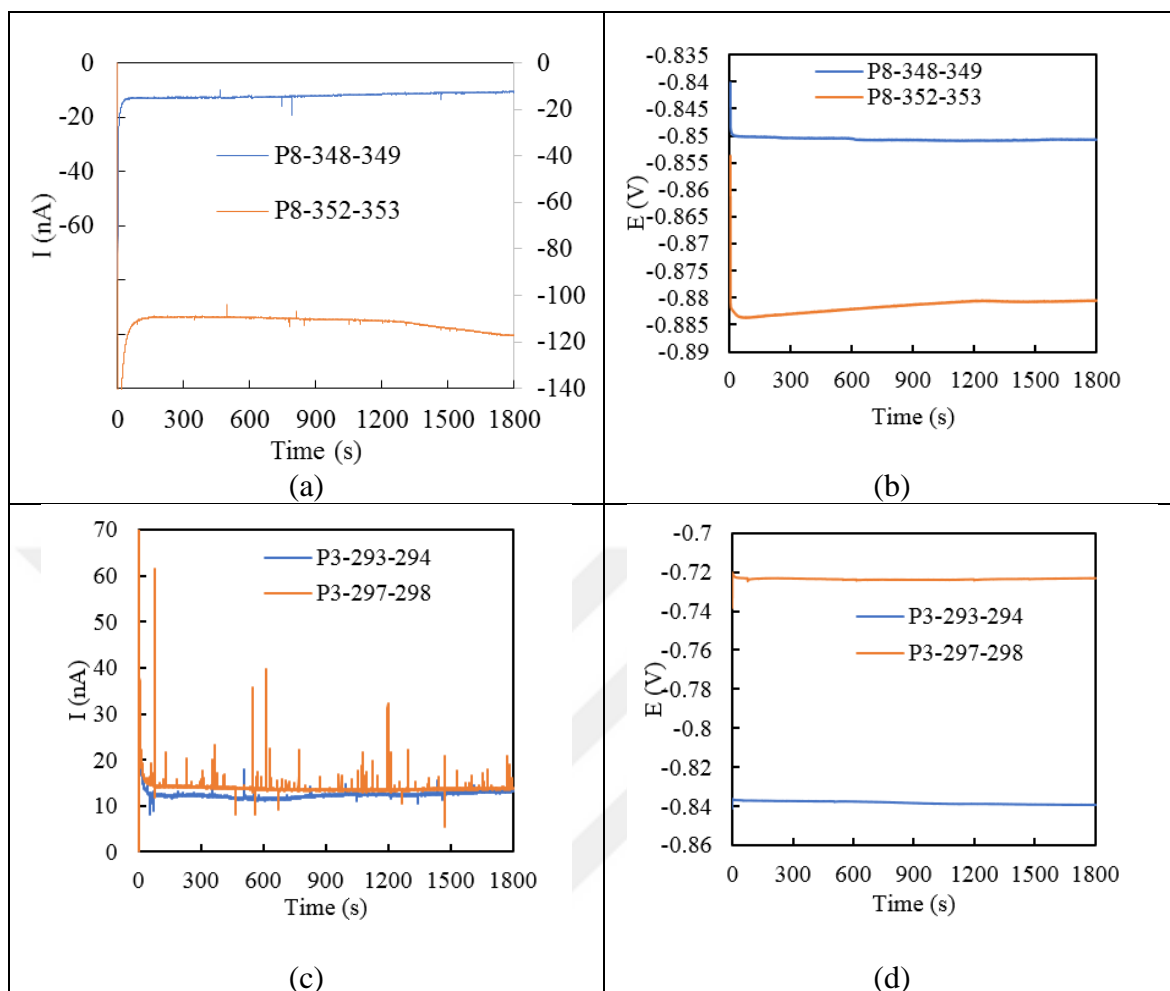 0
-20
-40
-60
I (nA)
P8-348-349
P8-352-353
0
-20
-40
-60
-80
-100
-120
-140
0 300 600 900 1200 1500 1800
Time (s)
(a)
-0.835
-0.84
-0.845
-0.85
-0.855
-0.86
-0.865
-0.87
-0.875
-0.88
-0.885
-0.89
E (V)
P8-348-349
P8-352-353
0 300 600 900 1200 1500 1800
Time (s)
(b)
70
60
50
40
30
20
10
0
I (nA)
P3-293-294
P3-297-298
0 300 600 900 1200 1500 1800
Time (s)
(c)
-0.7
-0.72
-0.74
-0.76
-0.78
-0.8
-0.82
-0.84
-0.86
E (V)
P3-293-294
P3-297-298
0 300 600 900 1200 1500 1800
Time (s)
(d)